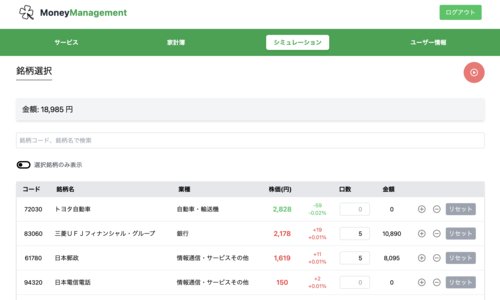 MoneyManagement
ログアウト
サービス 家計簿 シミュレーション ユーザー情報
銘柄選択
金額: 18,985 円
銘柄コード、銘柄名で検索
選択銘柄のみ表示
コード 銘柄名 業種 株価(円) 口数 金額
72030 トヨタ自動車 自動車・輸送機 2,828 -59 -0.02% 0 0 リセット
83060 三菱UFJフィナンシャル・グループ 銀行 2,178 +19 +0.01% 5 10,890 リセット
61780 日本郵政 情報通信・サービスその他 1,619 +11 +0.01% 5 8,095 リセット
94320 日本電信電話 情報通信・サービスその他 150 +2 +0.01% 0 0 リセット